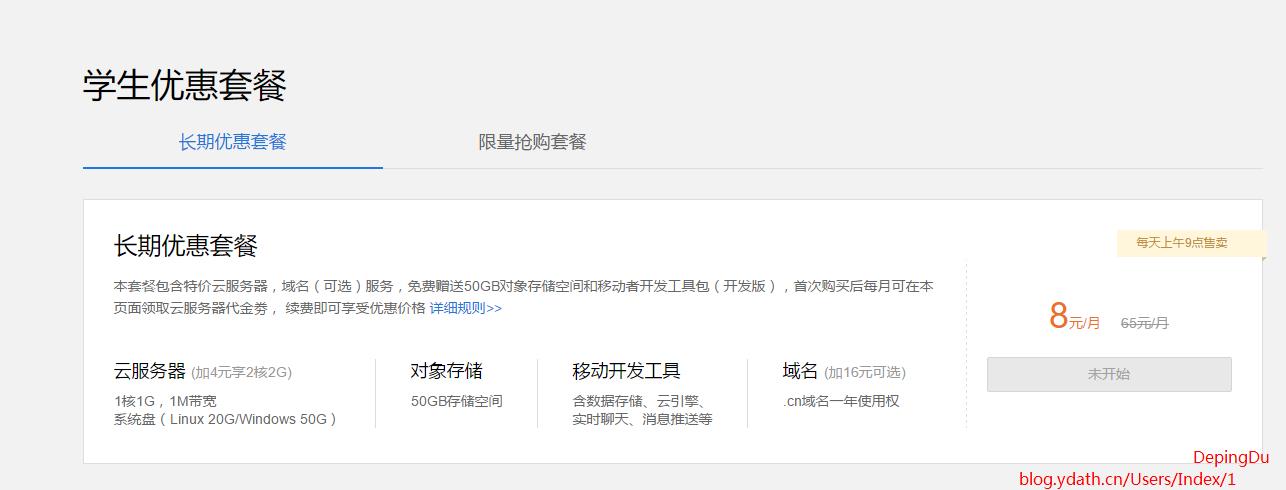 学生优惠套餐
长期优惠套餐
限量抢购套餐
长期优惠套餐
每天上午9点售卖
本套餐包含特价云服务器，域名（可选）服务，免费赠送50GB对象存储空间和移动者开发工具包（开发版），首次购买后每月可在本
页面领取云服务器代金券， 续费即可享受优惠价格 详细规则>>
8元/月 65元/月
未开始
云服务器 (加4元享2核2G)
1核1G，1M带宽
系统盘（Linux 20G/Windows 50G）
对象存储
50GB存储空间
移动开发工具
含数据存储、云引擎、
实时聊天、消息推送等
域名 (加16元可选)
.cn域名一年使用权
DepingDu
blog.ydath.cn/Users/Index/1